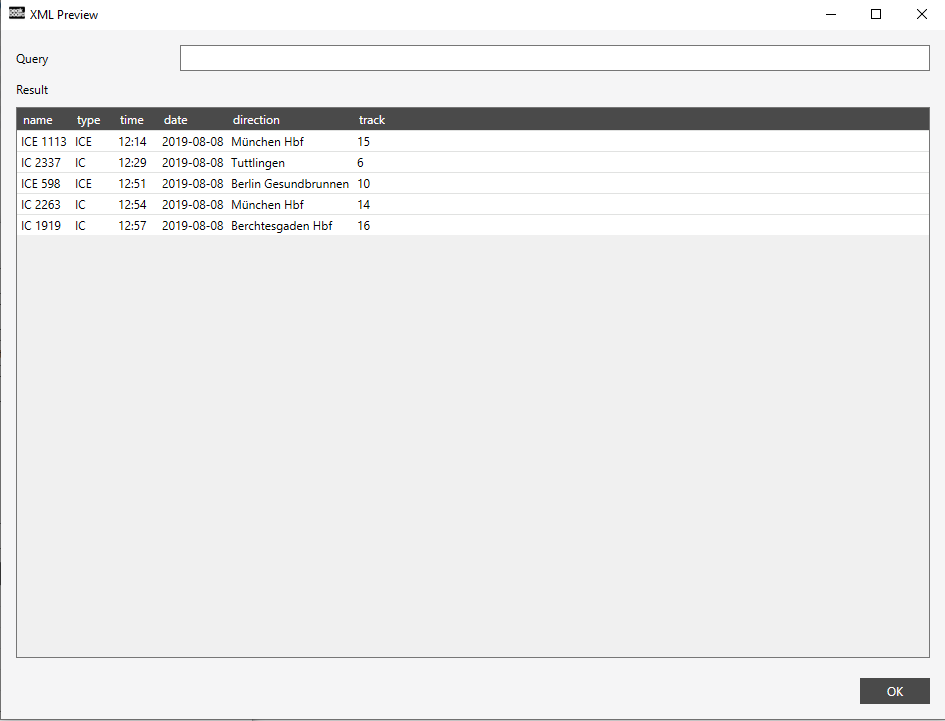 peak board XML Preview
Query
Result
name type time date direction track
ICE 1113 ICE 12:14 2019-08-08 München Hbf 15
IC 2337 IC 12:29 2019-08-08 Tuttlingen 6
ICE 598 ICE 12:51 2019-08-08 Berlin Gesundbrunnen 10
IC 2263 IC 12:54 2019-08-08 München Hbf 14
IC 1919 IC 12:57 2019-08-08 Berchtesgaden Hbf 16
OK